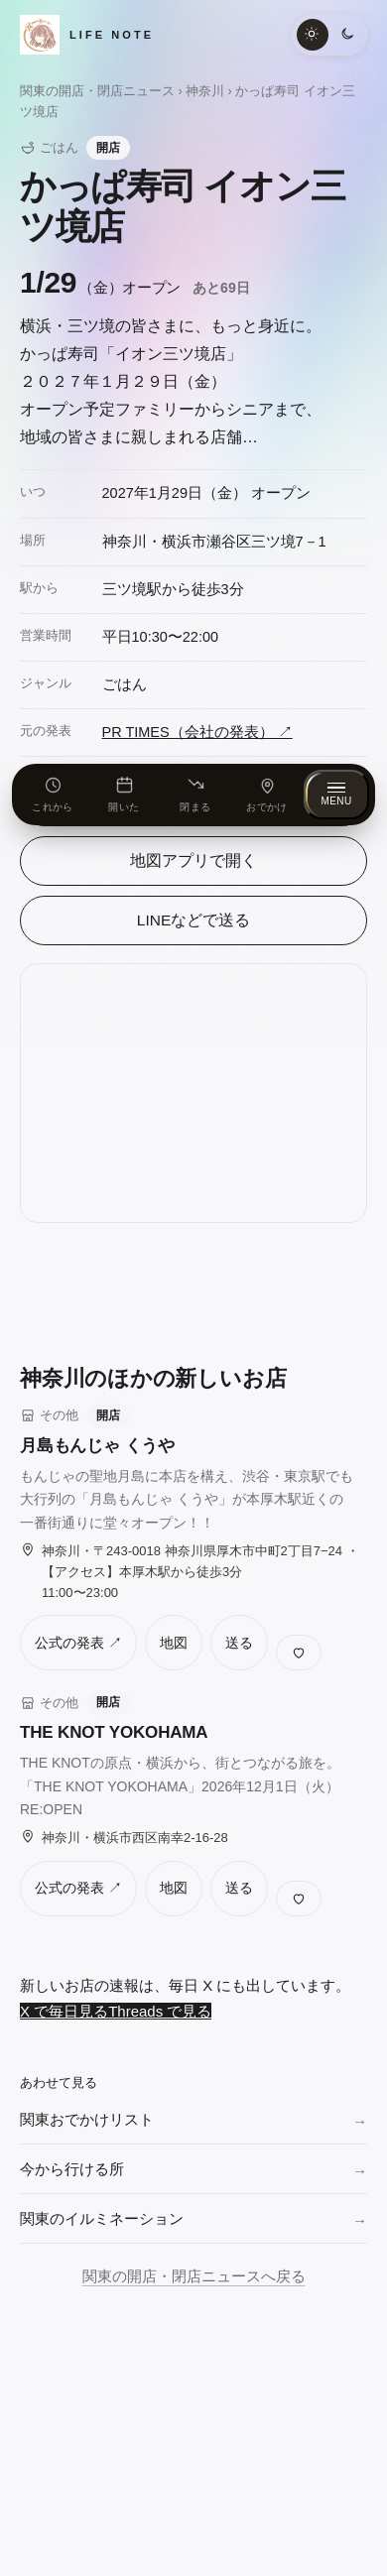 LIFE NOTE
関東の開店・閉店ニュース › 神奈川 › かっぱ寿司 イオン三
ツ境店
ごはん 開店
かっぱ寿司 イオン三
ツ境店
1/29（金）オープン あと69日
横浜・三ツ境の皆さまに、もっと身近に。
かっぱ寿司「イオン三ツ境店」
２０２７年１月２９日（金）
オープン予定ファミリーからシニアまで、
地域の皆さまに親しまれる店舗…
いつ 2027年1月29日（金） オープン
場所 神奈川・横浜市瀬谷区三ツ境7－1
駅から 三ツ境駅から徒歩3分
営業時間 平日10:30〜22:00
ジャンル ごはん
元の発表 PR TIMES（会社の発表） ↗
これから 開いた 閉まる おでかけ MENU
地図アプリで開く
LINEなどで送る
神奈川のほかの新しいお店
その他 開店
月島もんじゃ くうや
もんじゃの聖地月島に本店を構え、渋谷・東京駅でも
大行列の「月島もんじゃ くうや」が本厚木駅近くの
一番街通りに堂々オープン！！
神奈川・〒243-0018 神奈川県厚木市中町2丁目7−24 ・
【アクセス】本厚木駅から徒歩3分
11:00〜23:00
公式の発表 ↗ 地図 送る
その他 開店
THE KNOT YOKOHAMA
THE KNOTの原点・横浜から、街とつながる旅を。
「THE KNOT YOKOHAMA」2026年12月1日（火）
RE:OPEN
神奈川・横浜市西区南幸2-16-28
公式の発表 ↗ 地図 送る
新しいお店の速報は、毎日 X にも出しています。
X で毎日見るThreads で見る
あわせて見る
関東おでかけリスト →
今から行ける所 →
関東のイルミネーション →
関東の開店・閉店ニュースへ戻る